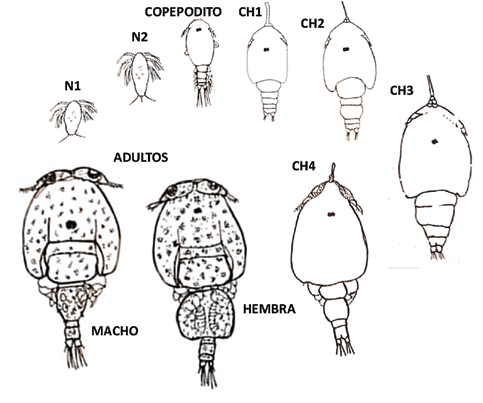 COPEPODITO
CH1
CH2
N2
N1
CH3
ADULTOS
CH4
HEMBRA
MACHO